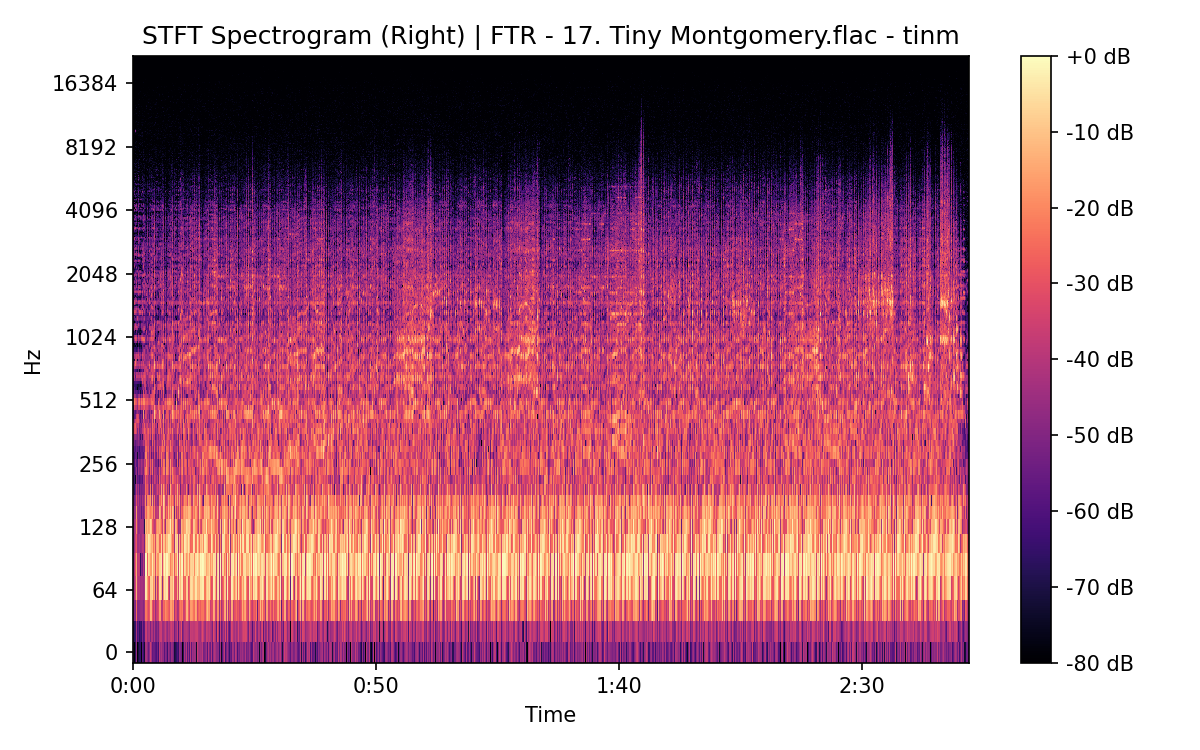 STFT Spectrogram (Right) | FTR - 17. Tiny Montgomery.flac - tinm
Hz
16384
8192
4096
2048
1024
512
256
128
64
0
0:00 0:50 1:40 2:30
Time
+0 dB
-10 dB
-20 dB
-30 dB
-40 dB
-50 dB
-60 dB
-70 dB
-80 dB